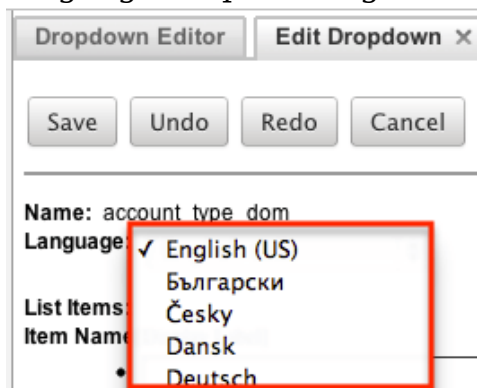 Dropdown Editor Edit Dropdown ×
Save Undo Redo Cancel
Name: account_type_dom
Language: ✓ English (US)
Български
List Items: Česky
Item Name Dansk
Deutsch